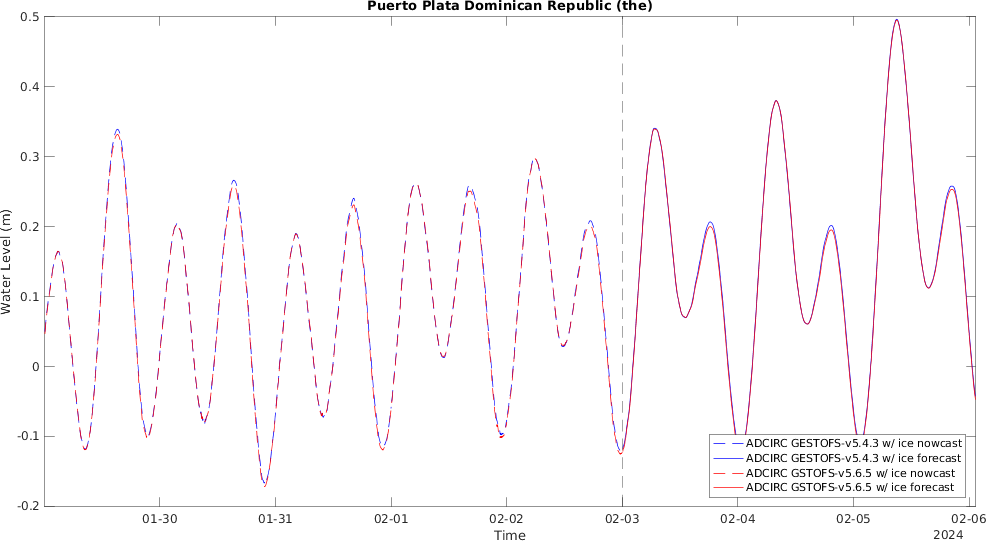 Puerto Plata Dominican Republic (the)
0.5
0.4
0.3
0.2
0.1
0
-0.1
-0.2
Water Level (m)
01-30 01-31 02-01 02-02 02-03 02-04 02-05 02-06
Time
2024
ADCIRC GESTOFS-v5.4.3 w/ ice nowcast
ADCIRC GESTOFS-v5.4.3 w/ ice forecast
ADCIRC GSTOFS-v5.6.5 w/ ice nowcast
ADCIRC GSTOFS-v5.6.5 w/ ice forecast